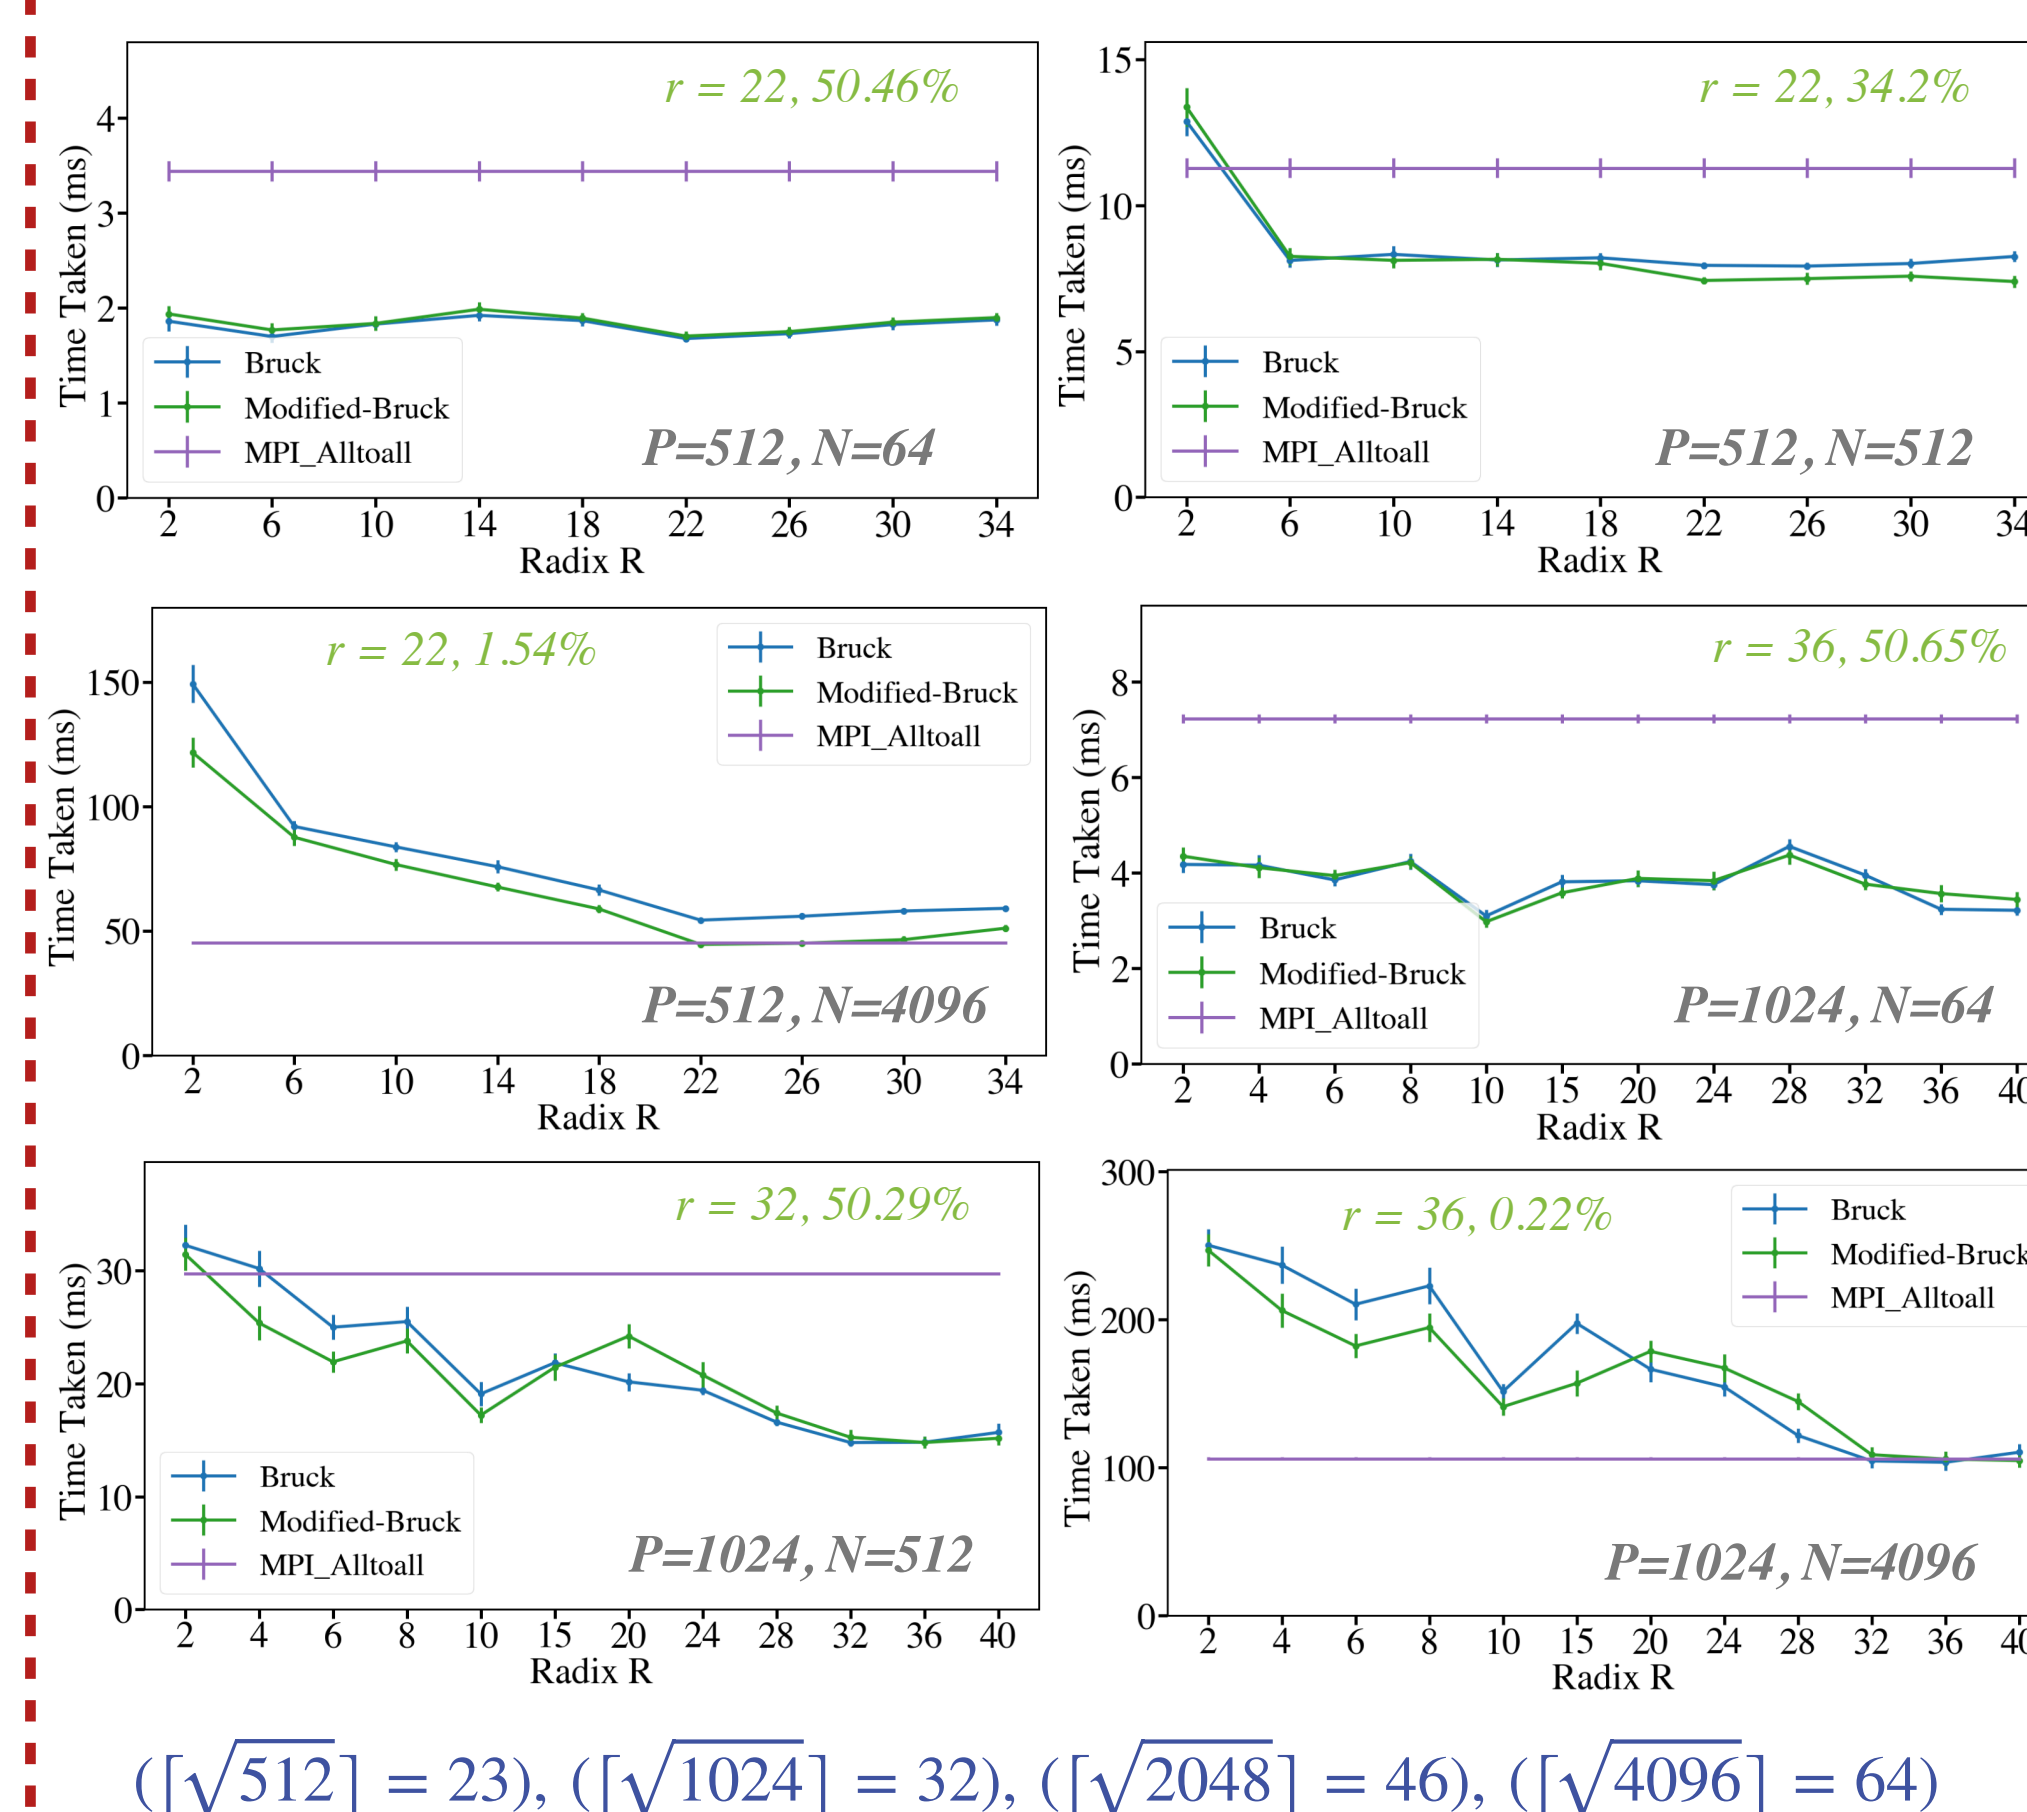 r = 22, 50.46%
Time Taken (ms)
4
3
2
1
0
Bruck
Modified-Bruck
MPI_Alltoall
P=512, N=64
2 6 10 14 18 22 26 30 34
Radix R
r = 22, 34.2%
Time Taken (ms)
15
10
5
0
Bruck
Modified-Bruck
MPI_Alltoall
P=512, N=512
2 6 10 14 18 22 26 30 34
Radix R
r = 22, 1.54%
Time Taken (ms)
150
100
50
0
Bruck
Modified-Bruck
MPI_Alltoall
P=512, N=4096
2 6 10 14 18 22 26 30 34
Radix R
r = 36, 50.65%
Time Taken (ms)
8
6
4
2
0
Bruck
Modified-Bruck
MPI_Alltoall
P=1024, N=64
2 4 6 8 10 15 20 24 28 32 36 40
Radix R
r = 32, 50.29%
Time Taken (ms)
30
20
10
0
Bruck
Modified-Bruck
MPI_Alltoall
P=1024, N=512
2 4 6 8 10 15 20 24 28 32 36 40
Radix R
r = 36, 0.22%
Time Taken (ms)
300
200
100
0
Bruck
Modified-Bruck
MPI_Alltoall
P=1024, N=4096
2 4 6 8 10 15 20 24 28 32 36 40
Radix R
(⌈√512⌉ = 23), (⌈√1024⌉ = 32), (⌈√2048⌉ = 46), (⌈√4096⌉ = 64)